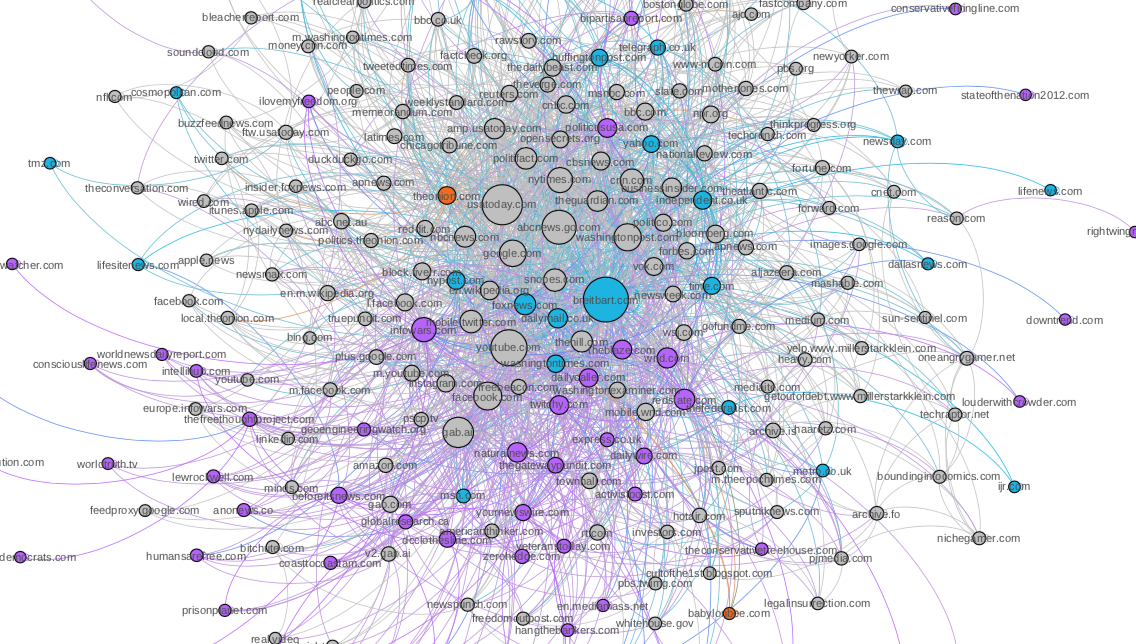 realclearpolitics.com
bostonglobe.com
fastcompany.com
conservativefiringline.com
bleacherreport.com
bbc.co.uk
bipartisanreport.com
ajc.com
m.washingtontimes.com
money.cnn.com
rawstory.com
telegraph.co.uk
soundcloud.com
factcheck.org
huffingtonpost.com
newyorker.com
tweetedtimes.com
thedailybeast.com
pbs.org
theverge.com
people.com
reuters.com
msnbc.com
slate.com
motherjones.com
thewrap.com
stateofthenation2012.com
nfl.com
cosmopolitan.com
ilovemyfreedom.org
weeklystandard.com
cnbc.com
memorandum.com
bbc.com
npr.org
buzzfeednews.com
ftw.usatoday.com
amp.usatoday.com
politicususa.com
thinkprogress.org
latimes.com
chicagotribune.com
opensecrets.org
yahoo.com
techcrunch.com
newsday.com
tmz.com
twitter.com
duckduckgo.com
politifact.com
cbsnews.com
nationalreview.com
fortune.com
theconversation.com
insider.foxnews.com
apnews.com
nytimes.com
cnn.com
businessinsider.com
theatlantic.com
cnet.com
lifenews.com
wired.com
itunes.apple.com
theonion.com
usatoday.com
theguardian.com
independent.co.uk
forward.com
reason.com
abc.net.au
reddit.com
abcnews.go.com
politico.com
nydailynews.com
politics.theonion.com
nbcnews.com
washingtonpost.com
bloomberg.com
rightwing
images.google.com
google.com
forbes.com
apnews.com
watcher.com
lifesitenews.com
apple.news
newsmax.com
block.live
nypost.com
snopes.com
vox.com
aljazeera.com
dallasnews.com
mashable.com
en.m.wikipedia.org
en.wikipedia.org
time.com
newsweek.com
facebook.com
l.facebook.com
foxnews.com
breitbart.com
local.theonion.com
truepundit.com
mobile.twitter.com
dailymail.co.uk
medium.com
sun-sentinel.com
downtrend.com
infowars.com
gofundme.com
bing.com
thehill.com
worldnewsdailyreport.com
plus.google.com
youtube.com
theblaze.com
wnd.com
heavy.com
yelp.www.millerstarkklein.com
oneangrygamer.net
consciouslifenews.com
intellihub.com
m.youtube.com
washingtontimes.com
youtube.com
m.facebook.com
instagram.com
freebeacon.com
dailycaller.com
washingtonexaminer.com
mediaite.com
facebook.com
redstate.com
getoutofdebt.www.millerstarkklein.com
louderwithcrowder.com
europe.infowars.com
twitchy.com
mobile.wnd.com
thefederalist.com
techraptor.net
thefreethoughtproject.com
geoengineeringwatch.org
gab.ai
archive.is
haaretz.com
linkedin.com
express.co.uk
worldtruth.tv
naturalnews.com
dailywire.com
amazon.com
thegatewaypundit.com
jpost.com
metro.co.uk
lewrockwell.com
townhall.com
m.theepochtimes.com
boundingintocomics.com
minds.com
beforeitsnews.com
msn.com
activistpost.com
ijr.com
feedproxy.google.com
anonews.co
gab.com
yournewswire.com
hotair.com
sputniknews.com
archive.fo
globalresearch.ca
americanthinker.com
rt.com
investors.com
dcclothesline.com
nichegamer.com
democrats.com
humansarefree.com
bitchute.com
v2.gab.ai
veteranstoday.com
zerohedge.com
theconservativetreehouse.com
pjmedia.com
coasttocoastam.com
cultofthe1st.blogspot.com
pbs.twimg.com
prisonplanet.com
newspunch.com
en.mediamass.net
legalinsurrection.com
babylonbee.com
freedomoutpost.com
whitehouse.gov
hangthebankers.com